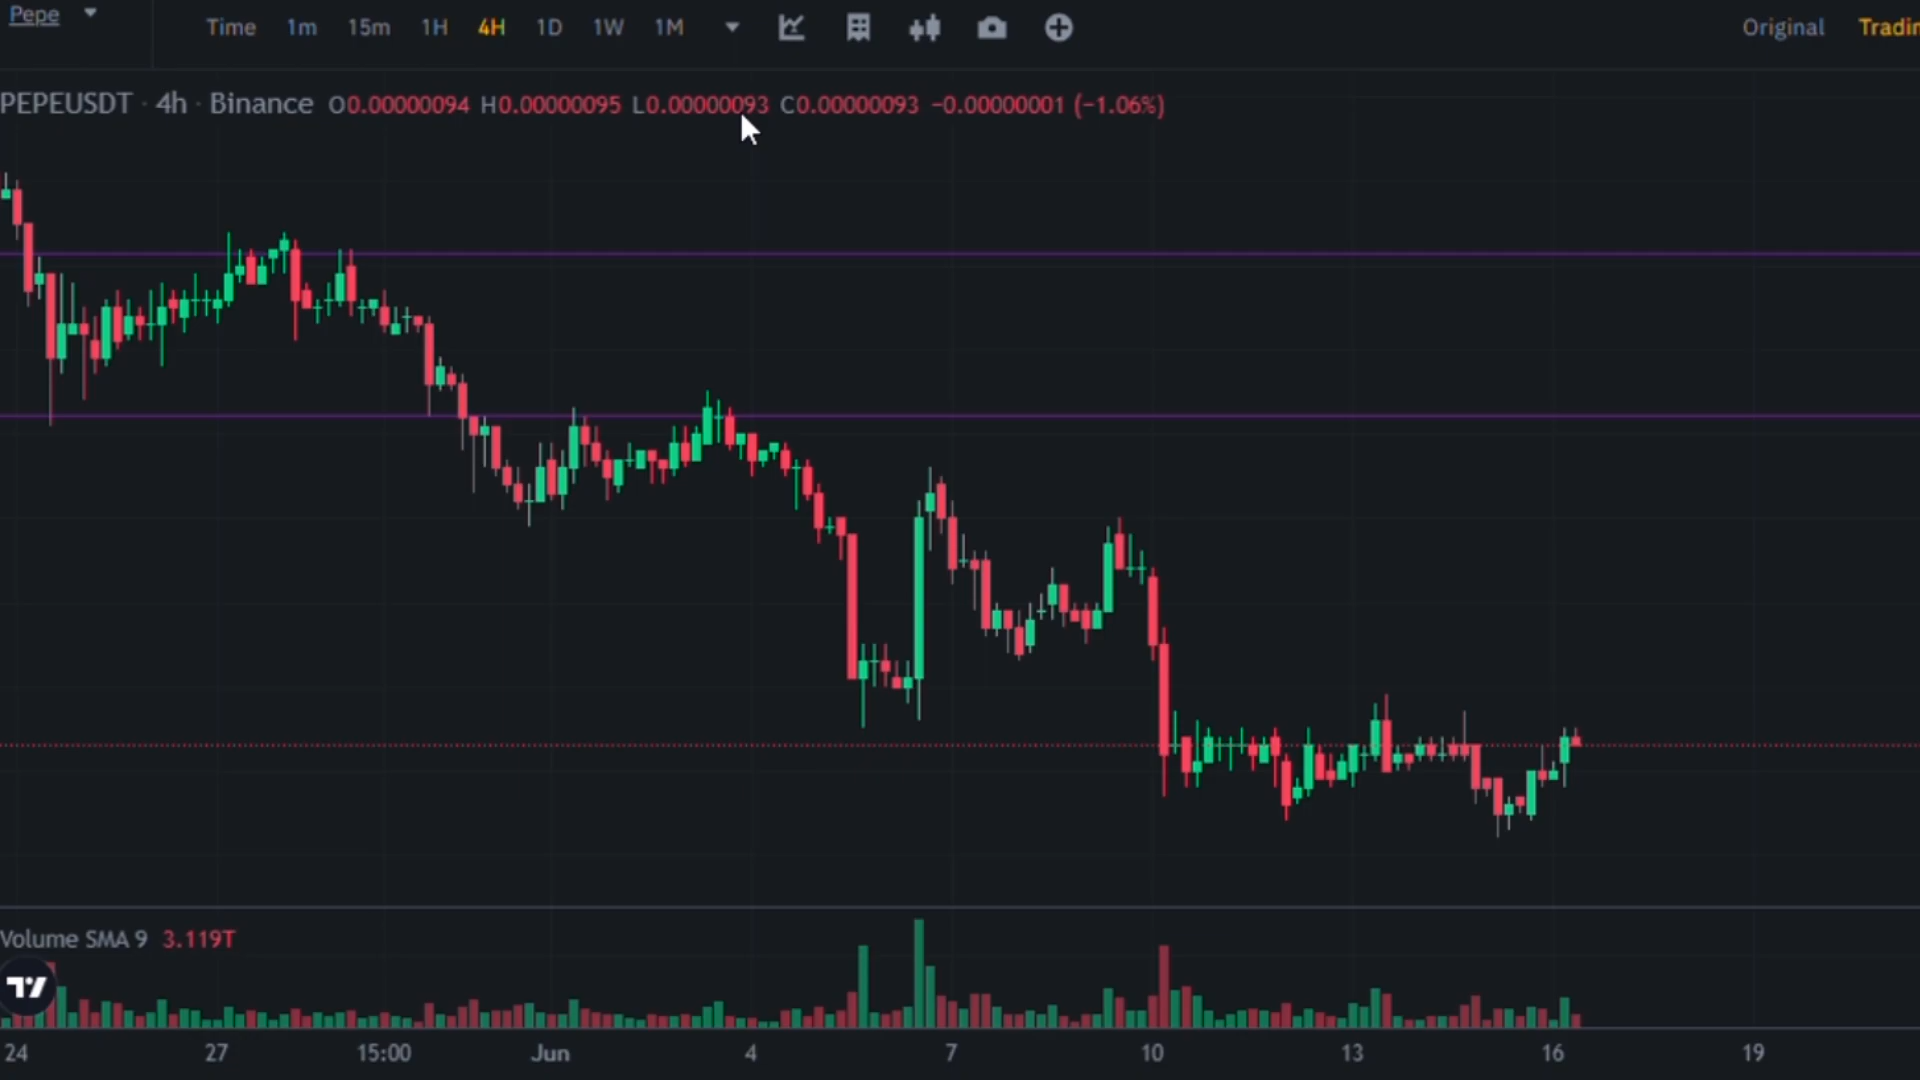 Pepe
Time 1m 15m 1H 4H 1D 1W 1M
Original Tradin
PEPEUSDT · 4h · Binance O0.00000094 H0.00000095 L0.00000093 C0.00000093 −0.00000001 (−1.06%)
Volume SMA 9 3.119T
24 27 15:00 Jun 4 7 10 13 16 19